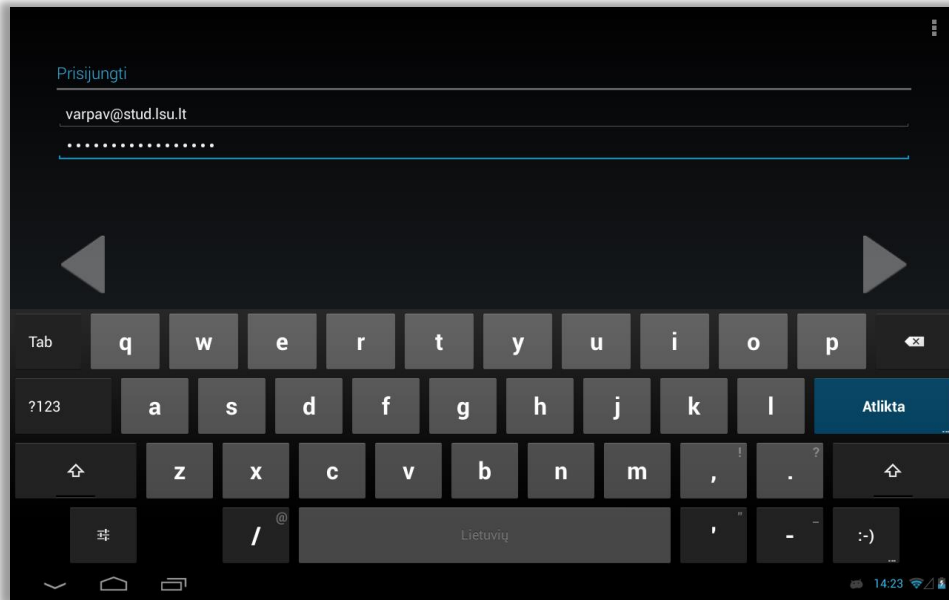 Prisijungti
varpav@stud.lsu.lt
•••••••••••••••••
Tab q w e r t y u i o p
?123 a s d f g h j k l Atlikta
z x c v b n m , ! . ?
/ @ Lietuvių ' " - _ :-)
14:23